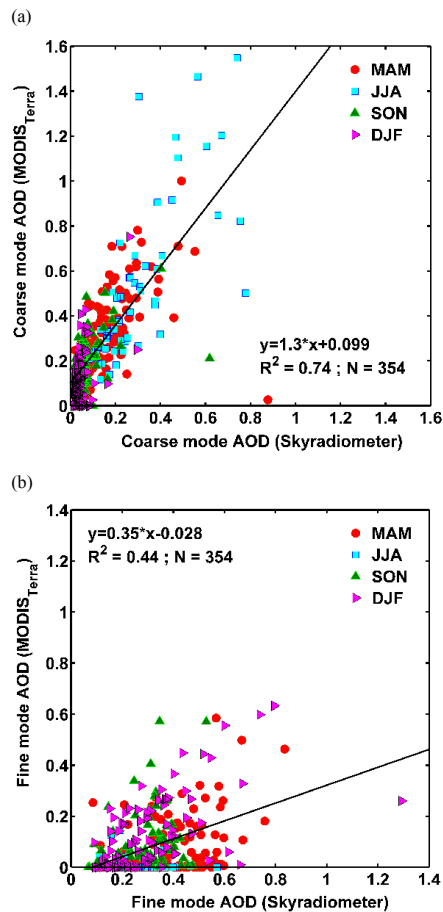 (a)
1.6
1.4
1.2
1
0.8
0.6
0.4
0.2
0
Coarse mode AOD (MODIS_Terra)
MAM
JJA
SON
DJF
y=1.3*x+0.099
R² = 0.74 ; N = 354
0 0.2 0.4 0.6 0.8 1 1.2 1.4 1.6
Coarse mode AOD (Skyradiometer)
(b)
1.4
1.2
1
0.8
0.6
0.4
0.2
0
Fine mode AOD (MODIS_Terra)
y=0.35*x-0.028
R² = 0.44 ; N = 354
MAM
JJA
SON
DJF
0 0.2 0.4 0.6 0.8 1 1.2 1.4
Fine mode AOD (Skyradiometer)